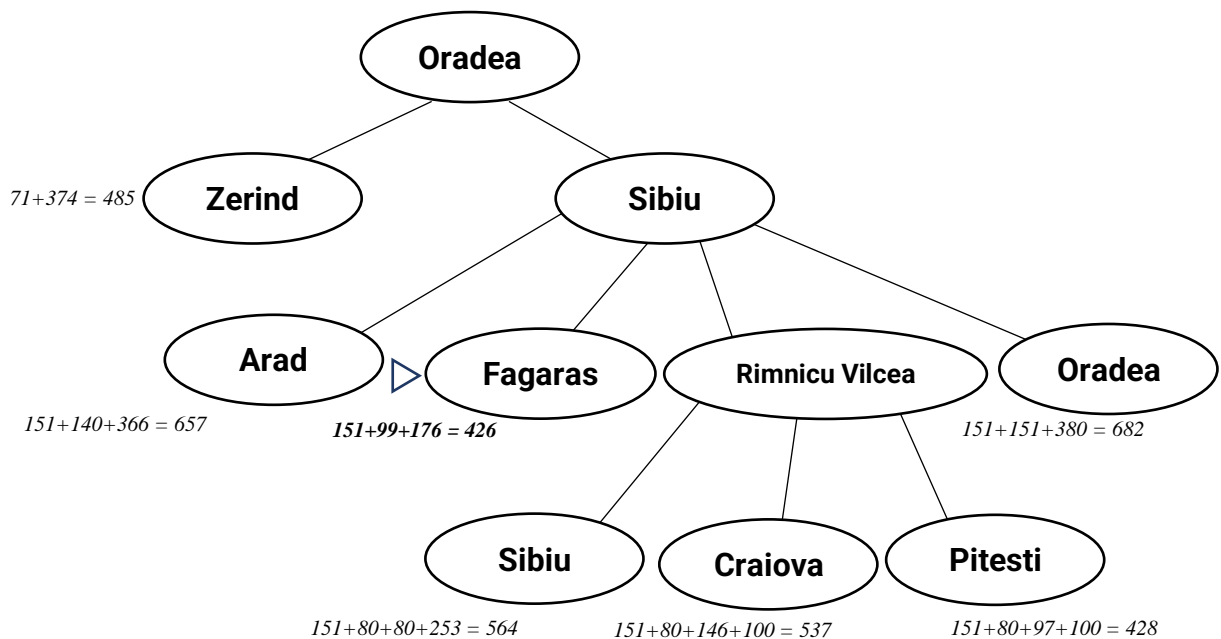 Oradea
71+374 = 485
Zerind
Sibiu
Arad
Fagaras
Rimnicu Vilcea
Oradea
151+140+366 = 657
151+99+176 = 426
151+151+380 = 682
Sibiu
Craiova
Pitesti
151+80+80+253 = 564
151+80+146+100 = 537
151+80+97+100 = 428